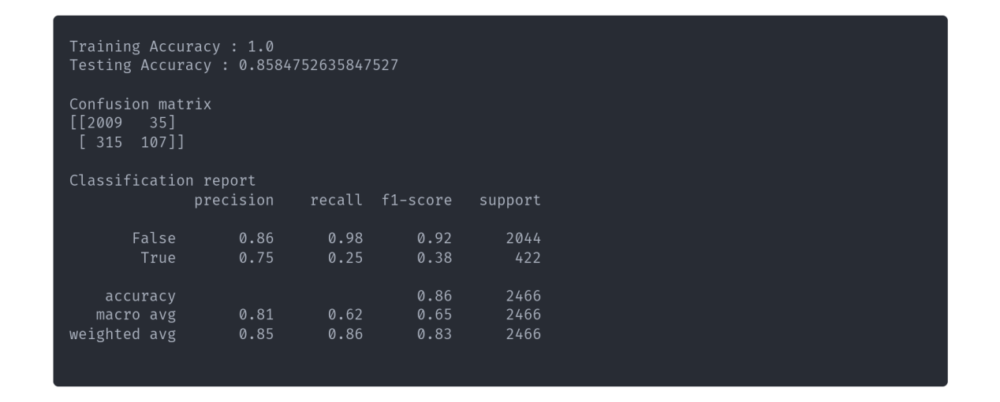 Training Accuracy : 1.0
Testing Accuracy : 0.8584752635847527
Confusion matrix
[[2009   35]
 [ 315  107]]
Classification report
              precision    recall  f1-score   support
       False       0.86      0.98      0.92      2044
        True       0.75      0.25      0.38       422
    accuracy                           0.86      2466
   macro avg       0.81      0.62      0.65      2466
weighted avg       0.85      0.86      0.83      2466